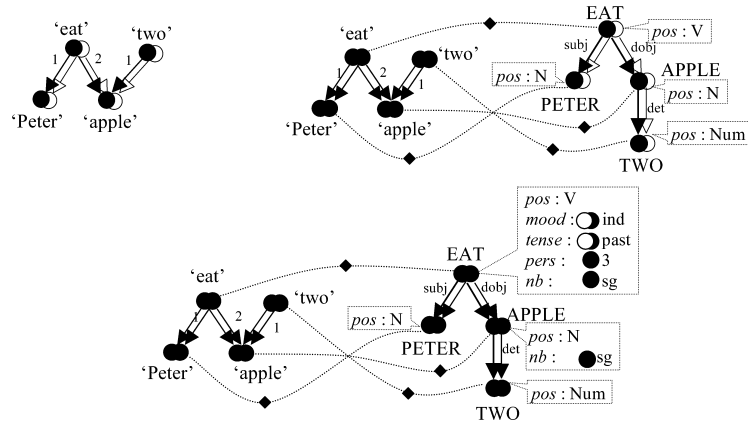 ‘eat’
‘two’
1
2
1
‘Peter’
‘apple’
‘eat’
‘two’
1
2
1
‘Peter’
‘apple’
EAT
pos : V
subj
dobj
pos : N
PETER
APPLE
pos : N
det
pos : Num
TWO
pos : V
mood : ind
tense : past
pers : 3
nb : sg
EAT
‘eat’
‘two’
1
2
1
‘Peter’
‘apple’
subj
dobj
pos : N
PETER
APPLE
pos : N
nb : sg
det
pos : Num
TWO